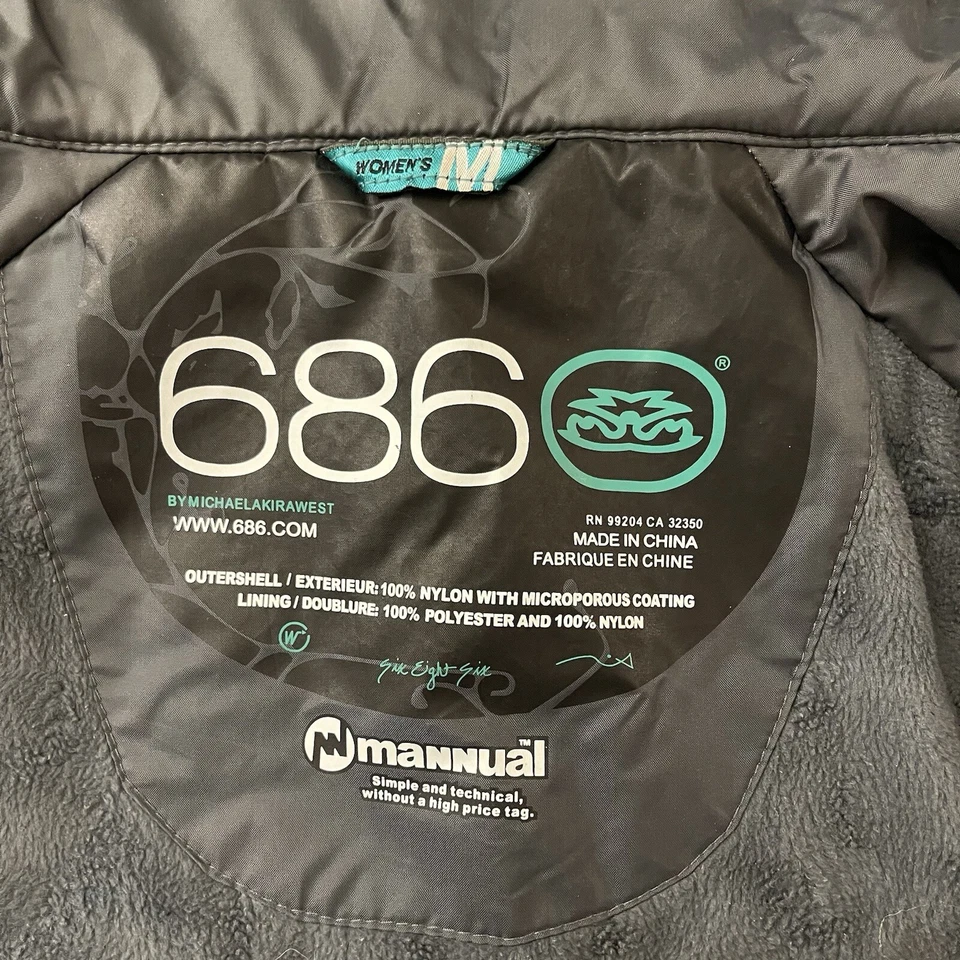 WOMEN'S M
686 ®
BY MICHAELAKIRAWEST
WWW.686.COM
RN 99204 CA 32350
MADE IN CHINA
FABRIQUE EN CHINE
OUTERSHELL / EXTERIEUR: 100% NYLON WITH MICROPOROUS COATING
LINING / DOUBLURE: 100% POLYESTER AND 100% NYLON
W
Six Eight Six
maNNual™
Simple and technical,
without a high price tag.